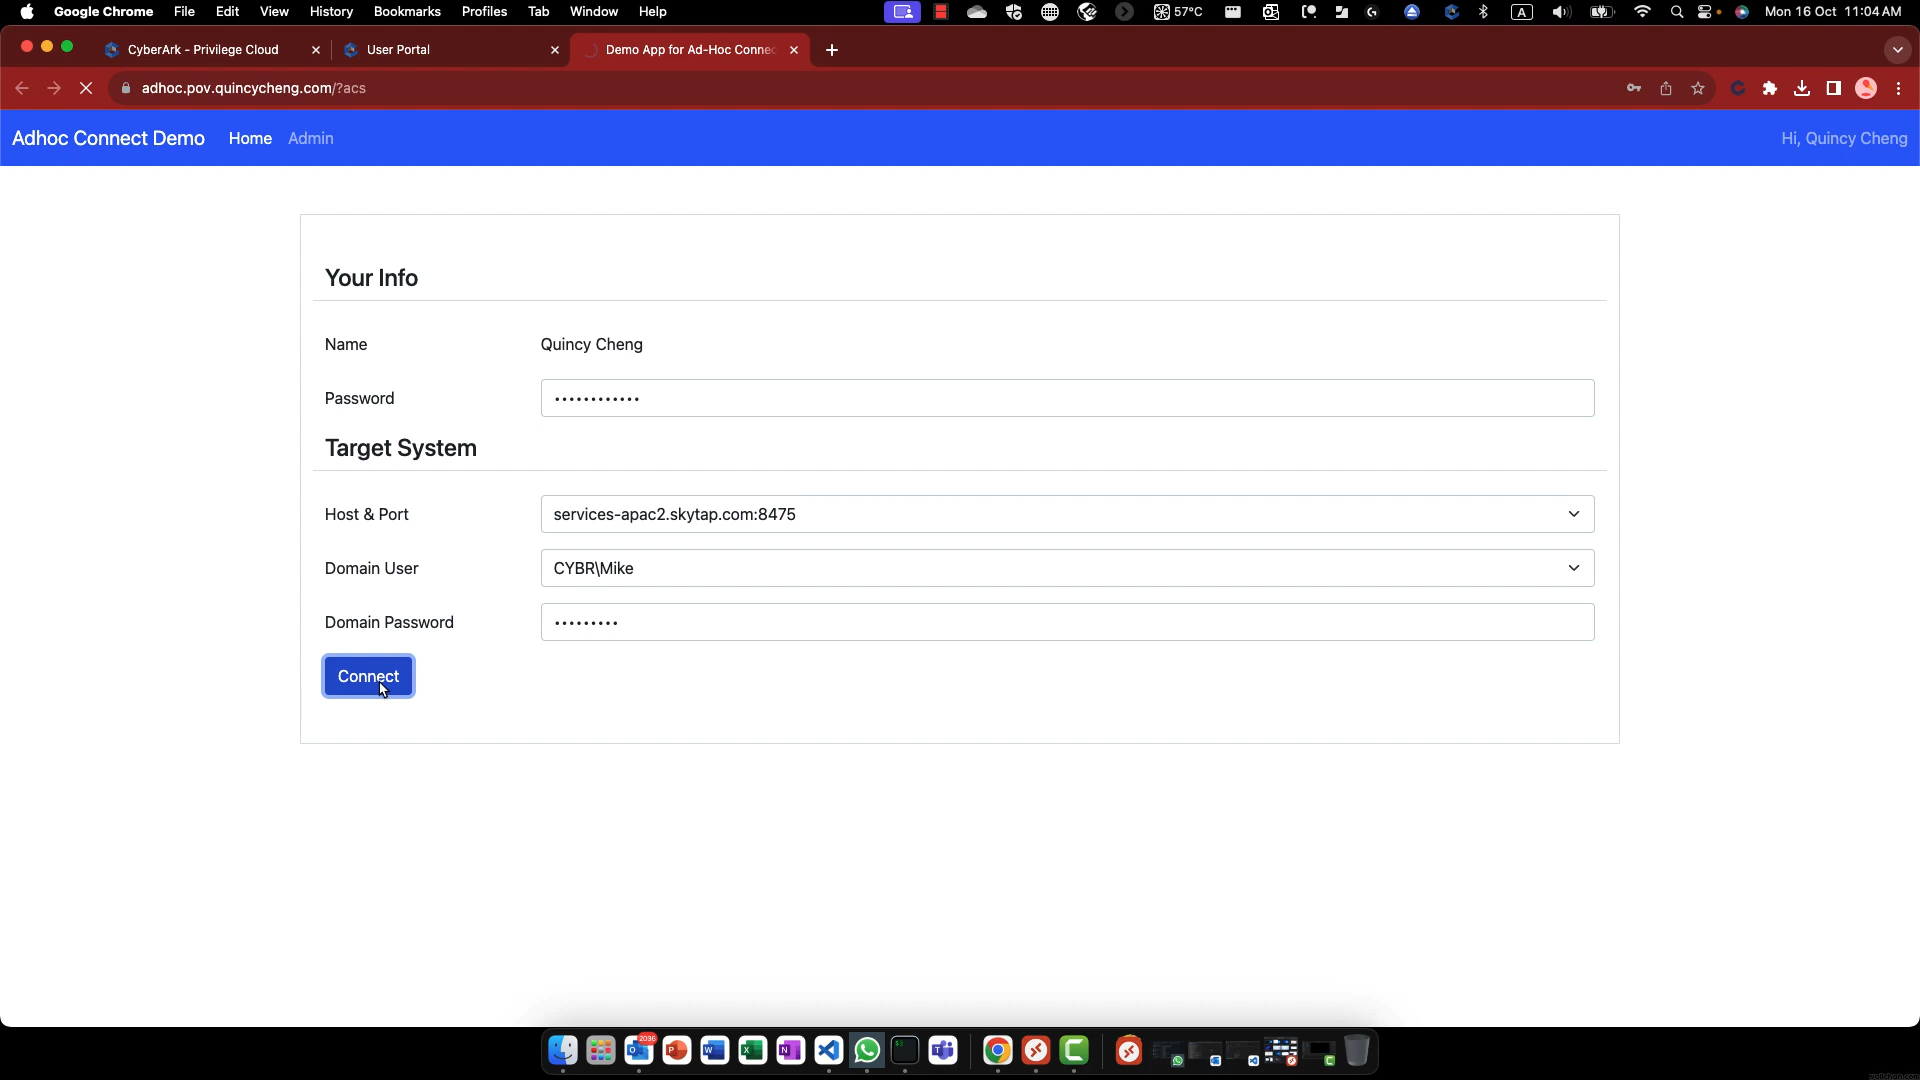 Google Chrome File Edit View History Bookmarks Profiles Tab Window Help 57°C A Mon 16 Oct 11:04 AM
CyberArk - Privilege Cloud User Portal Demo App for Ad-Hoc Connec
adhoc.pov.quincycheng.com/?acs
Adhoc Connect Demo Home Admin Hi, Quincy Cheng
Your Info
Name Quincy Cheng
Password ••••••••••••
Target System
Host & Port services-apac2.skytap.com:8475
Domain User CYBR\Mike
Domain Password •••••••••
Connect
2036